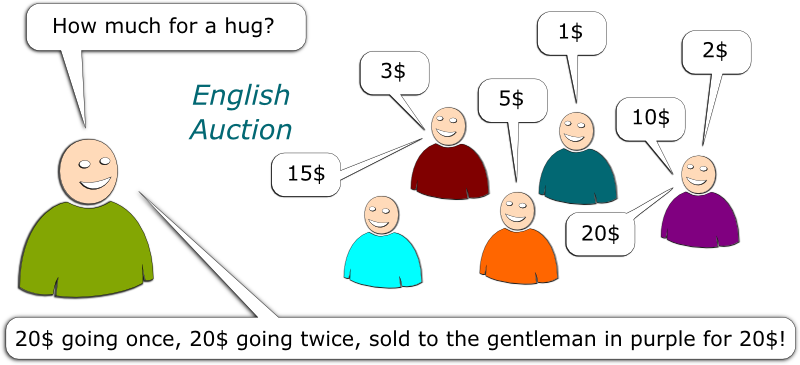 How much for a hug?
English
Auction
1$
2$
3$
5$
10$
15$
20$
20$ going once, 20$ going twice, sold to the gentleman in purple for 20$!